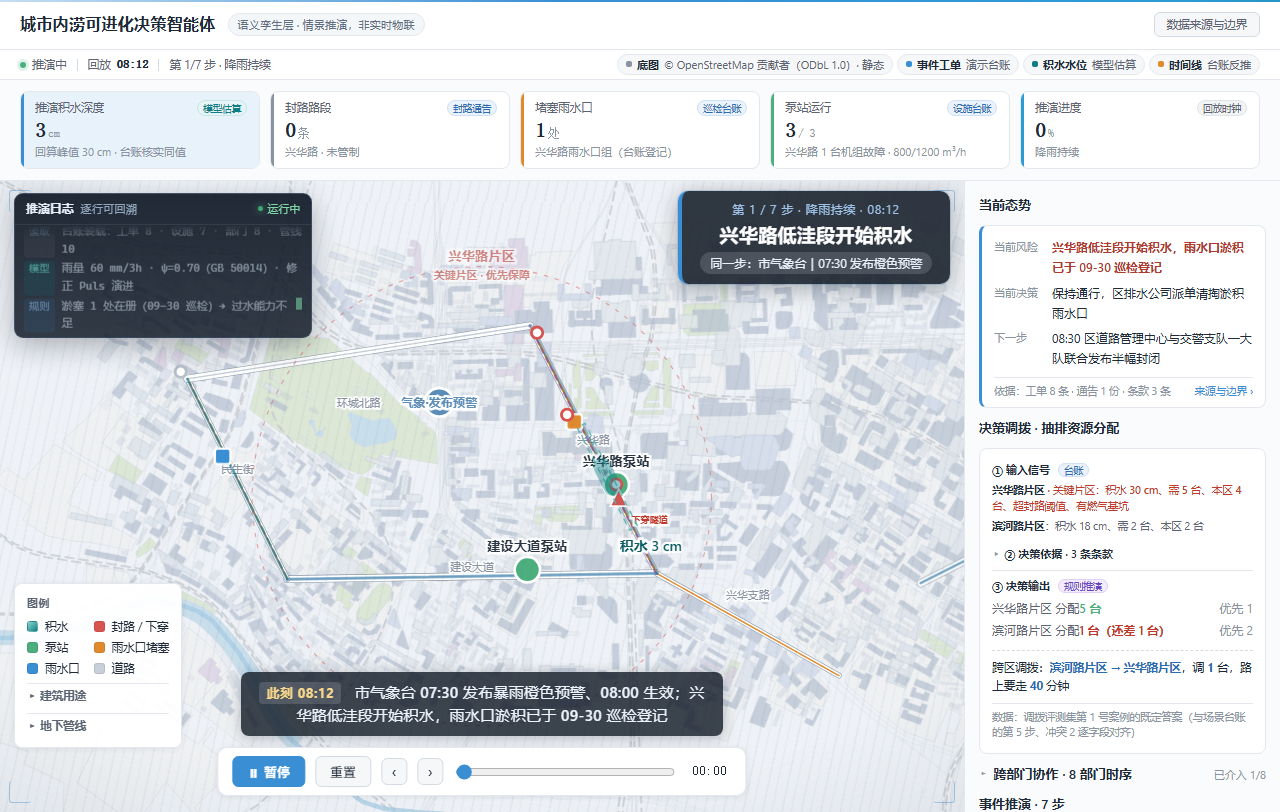 城市内涝可进化决策智能体
语义孪生层 · 情景推演，非实时物联
数据来源与边界
推演中
回放 08:12
第 1/7 步 · 降雨持续
底图 © OpenStreetMap 贡献者（ODbL 1.0）· 静态
事件工单 演示台账
积水水位 模型估算
时间线 台账反推
推演积水深度
模型估算
3 cm
回算峰值 30 cm · 台账核实同值
封路路段
封路通告
0 条
兴华路 · 未管制
堵塞雨水口
巡检台账
1 处
兴华路雨水口组（台账登记）
泵站运行
设施台账
3 / 3
兴华路 1 台机组故障 · 800/1200 m³/h
推演进度
回放时钟
0 %
降雨持续
推演日志 逐行可回溯
运行中
台账装载: 工单 8 · 设施 7 · 部门 8 · 管线
10
模型 雨量 60 mm/3h · ψ=0.70 (GB 50014) · 修
正 Puls 演进
规则 淤塞 1 处在册 (09-30 巡检) → 过水能力不
足
第 1 / 7 步 · 降雨持续 · 08:12
兴华路低洼段开始积水
同一步：市气象台 | 07:30 发布橙色预警
兴华路片区
关键片区 · 优先保障
环城北路
气象·发布预警
兴华路
兴华路泵站
民生街
下穿隧道
积水 3 cm
建设大道泵站
建设大道
兴华支路
图例
积水
封路 / 下穿
泵站
雨水口堵塞
雨水口
道路
建筑用途
地下管线
此刻 08:12 市气象台 07:30 发布暴雨橙色预警、08:00 生效；兴
华路低洼段开始积水，雨水口淤积已于 09-30 巡检登记
暂停
重置
‹
›
00:00
当前态势
当前风险 兴华路低洼段开始积水，雨水口淤积
已于 09-30 巡检登记
当前决策 保持通行，区排水公司派单清掏淤积
雨水口
下一步 08:30 区道路管理中心与交警支队一大
队联合发布半幅封闭
依据：工单 8 条 · 通告 1 份 · 条款 3 条
来源与边界 ›
决策调拨 · 抽排资源分配
① 输入信号 台账
兴华路片区 · 关键片区：积水 30 cm、需 5 台、本区 4
台、超封路阈值、有燃气基坑
滨河路片区：积水 18 cm、需 2 台、本区 2 台
② 决策依据 · 3 条条款
③ 决策输出 规则推演
兴华路片区 分配5 台
优先 1
滨河路片区 分配1 台（还差 1 台）
优先 2
跨区调拨：滨河路片区 → 兴华路片区，调 1 台，路
上要走 40 分钟
数据：调拨评测集第 1 号案例的既定答案（与场景台账
的第 5 步、冲突 2 逐字段对齐）
跨部门协作 · 8 部门时序
已介入 1/8
事件推演 · 7 步